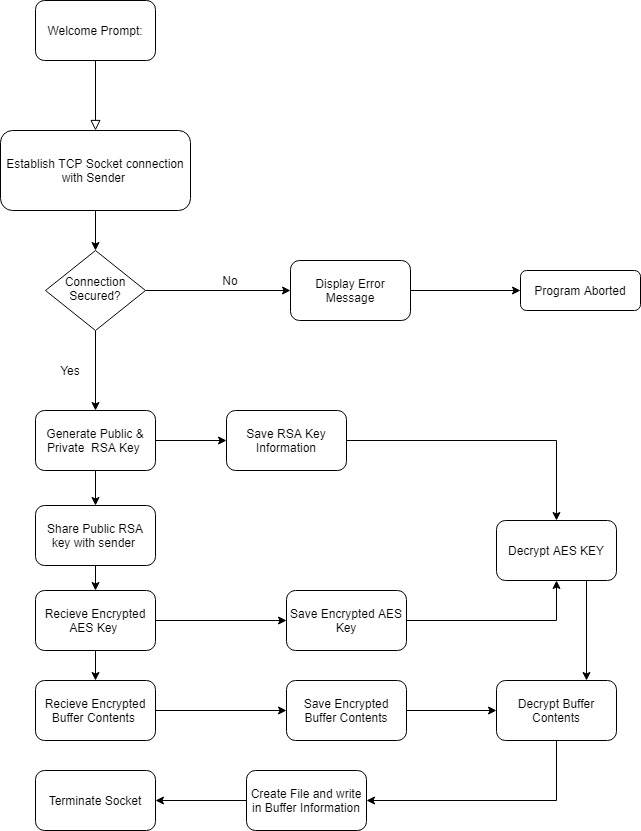 Welcome Prompt:
Establish TCP Socket connection
with Sender
Connection
Secured?
No
Display Error
Message
Program Aborted
Yes
Generate Public &
Private  RSA Key
Save RSA Key
Information
Share Public RSA
key with sender
Decrypt AES KEY
Recieve Encrypted
AES Key
Save Encrypted AES
Key
Recieve Encrypted
Buffer Contents
Save Encrypted
Buffer Contents
Decrypt Buffer
Contents
Terminate Socket
Create File and write
in Buffer Information